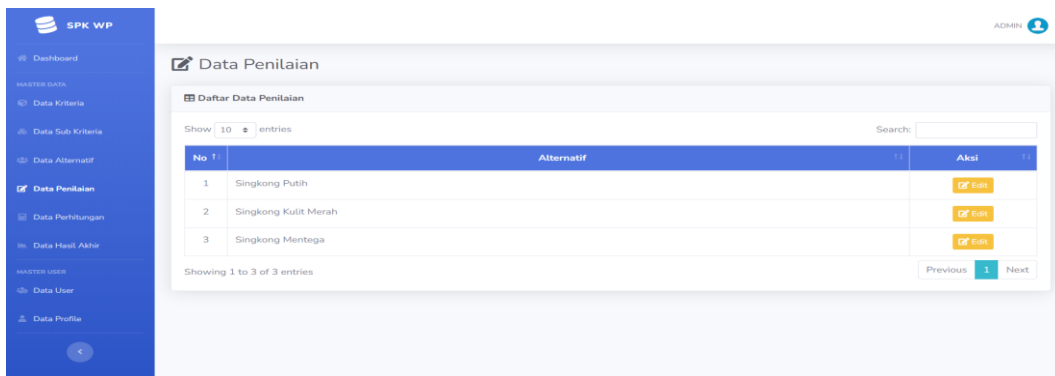 SPK WP
ADMIN
Dashboard
MASTER DATA
Data Kriteria
Data Sub Kriteria
Data Alternatif
Data Penilaian
Data Perhitungan
Data Hasil Akhir
MASTER USER
Data User
Data Profile
Data Penilaian
Daftar Data Penilaian
Show 10 entries
Search:
No Alternatif Aksi
1 Singkong Putih Edit
2 Singkong Kulit Merah Edit
3 Singkong Mentega Edit
Showing 1 to 3 of 3 entries
Previous 1 Next